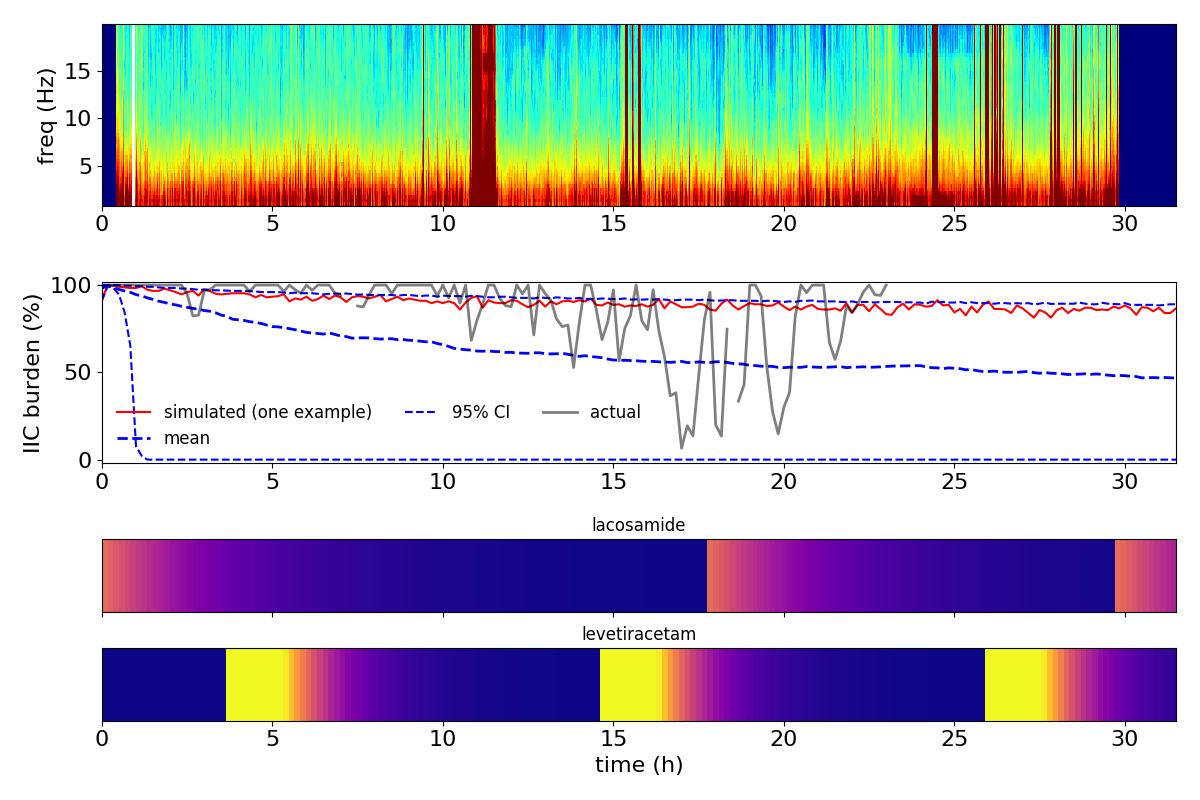 freq (Hz)
15
10
5
0 5 10 15 20 25 30
IIC burden (%)
100
50
0
simulated (one example) 95% CI actual
mean
0 5 10 15 20 25 30
lacosamide
levetiracetam
0 5 10 15 20 25 30
time (h)